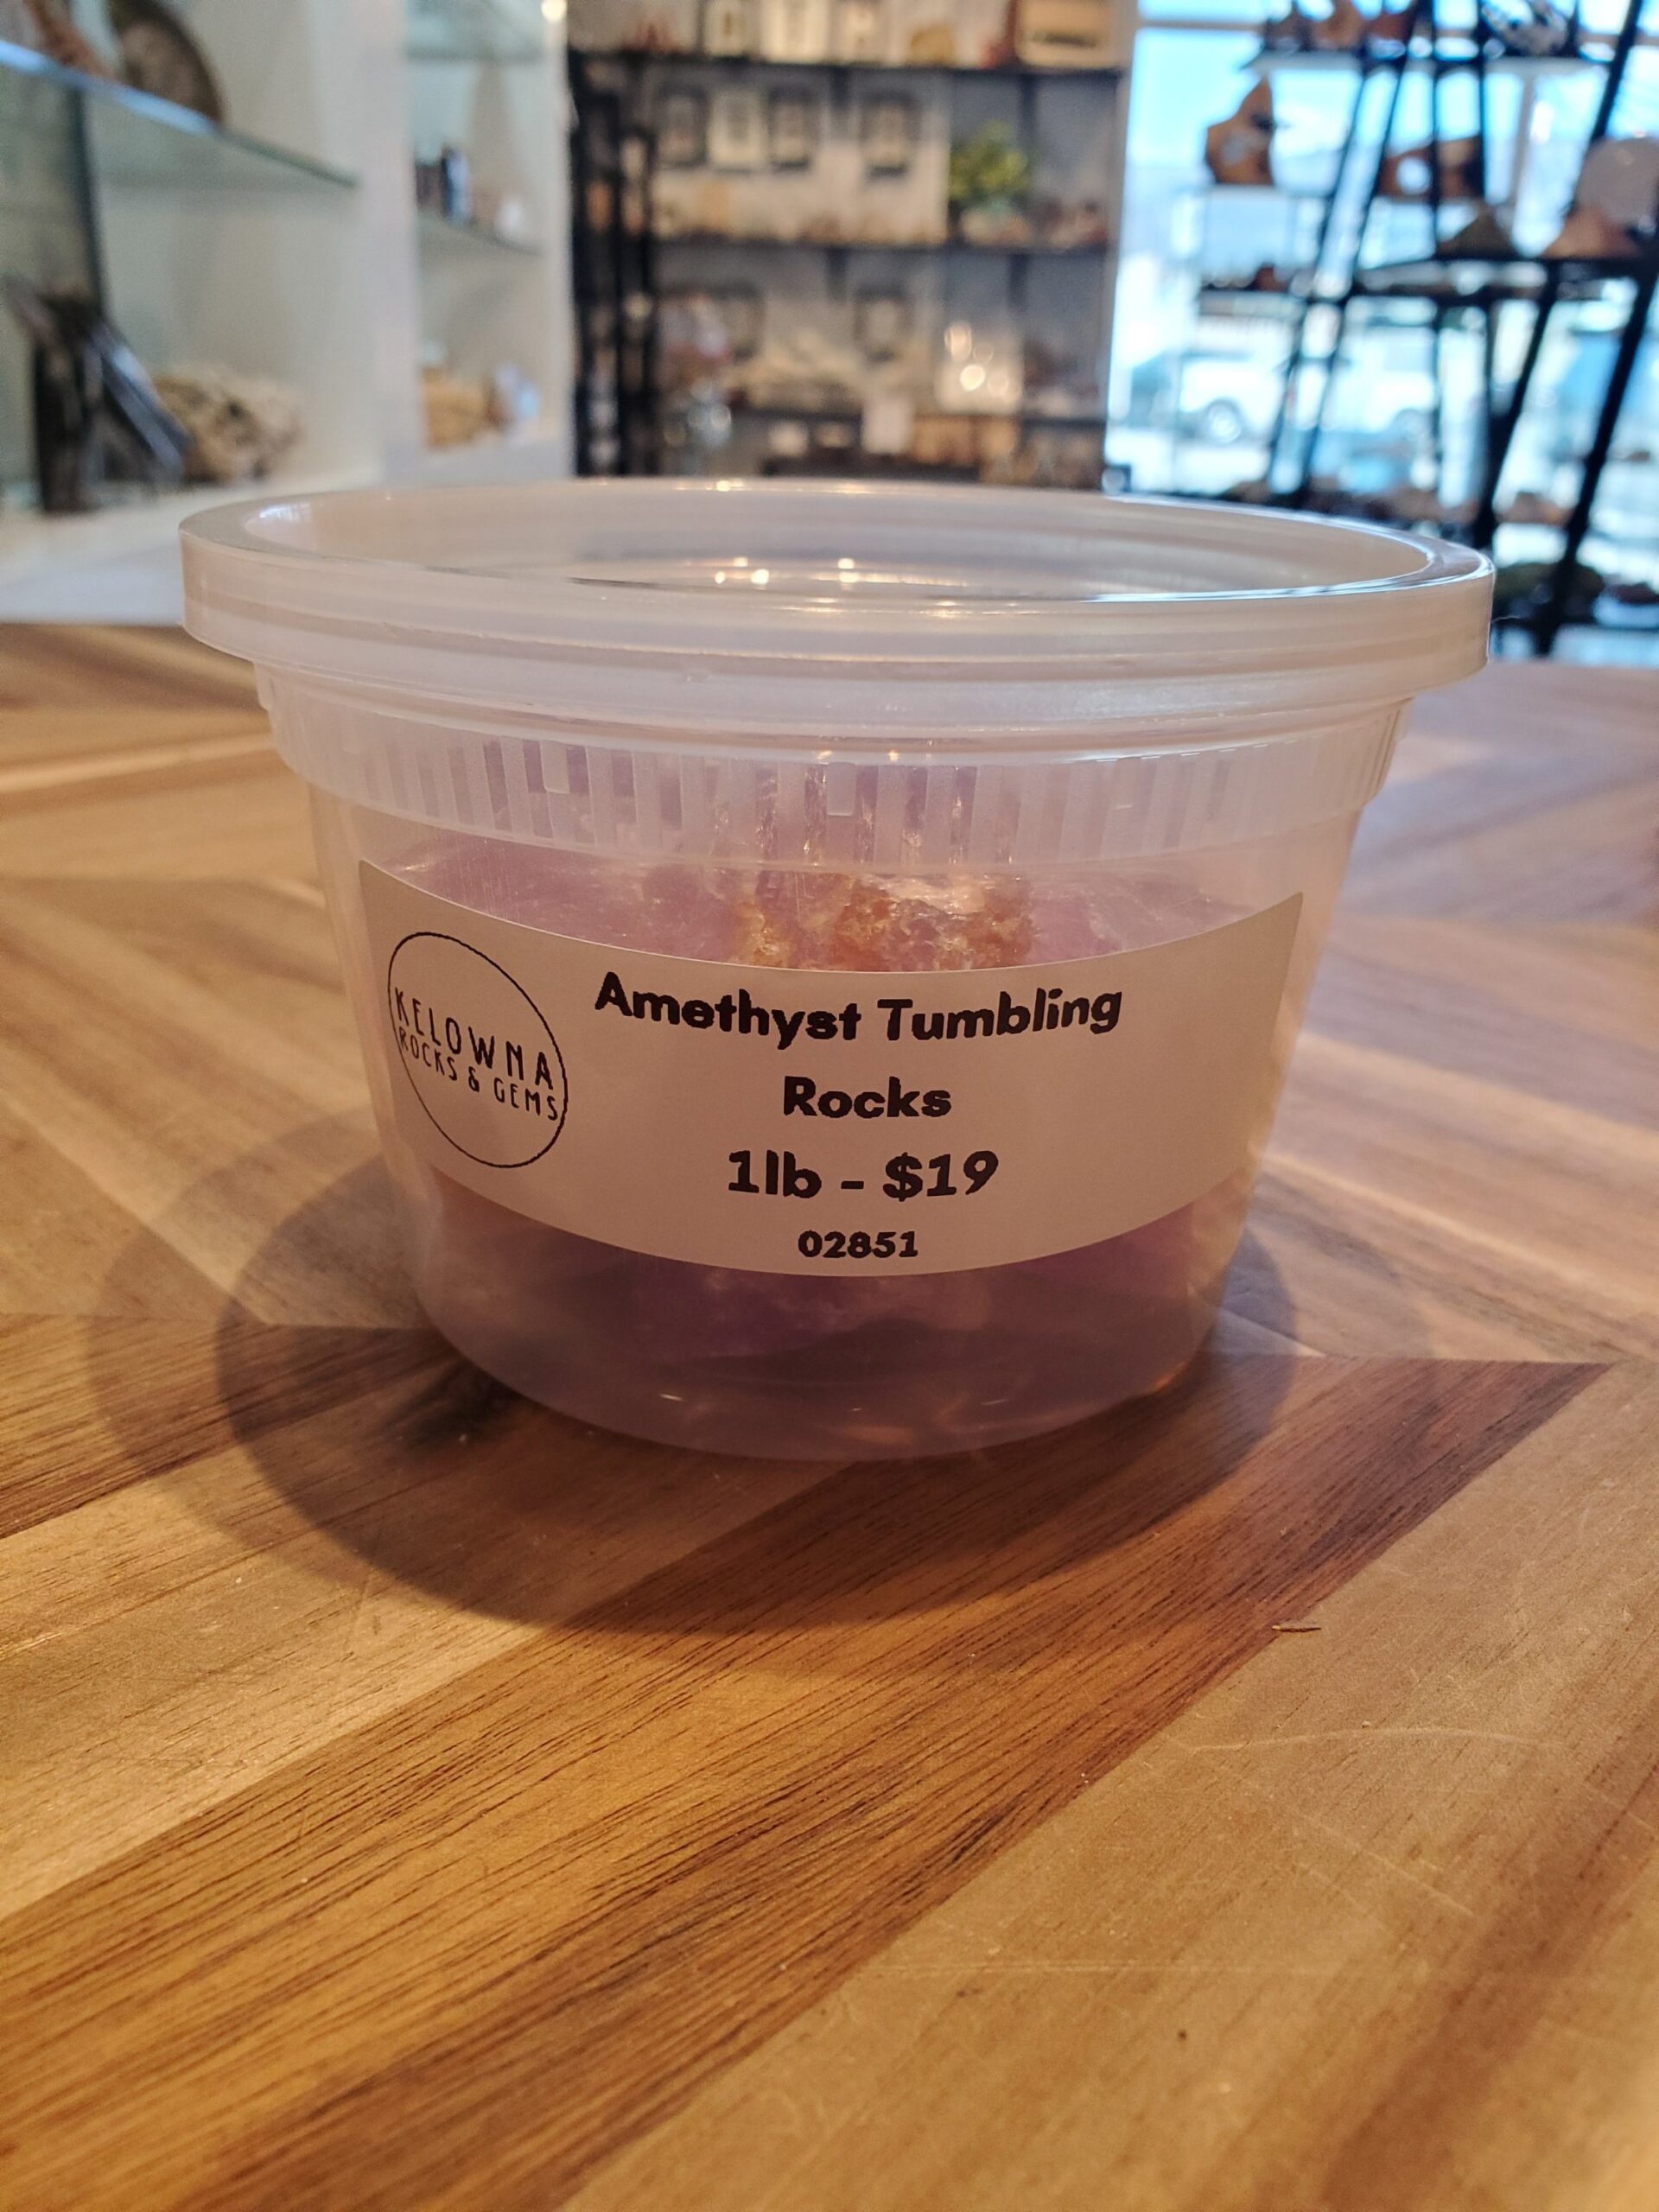 KELOWNA
ROCKS & GEMS
Amethyst Tumbling
Rocks
1lb - $19
02851